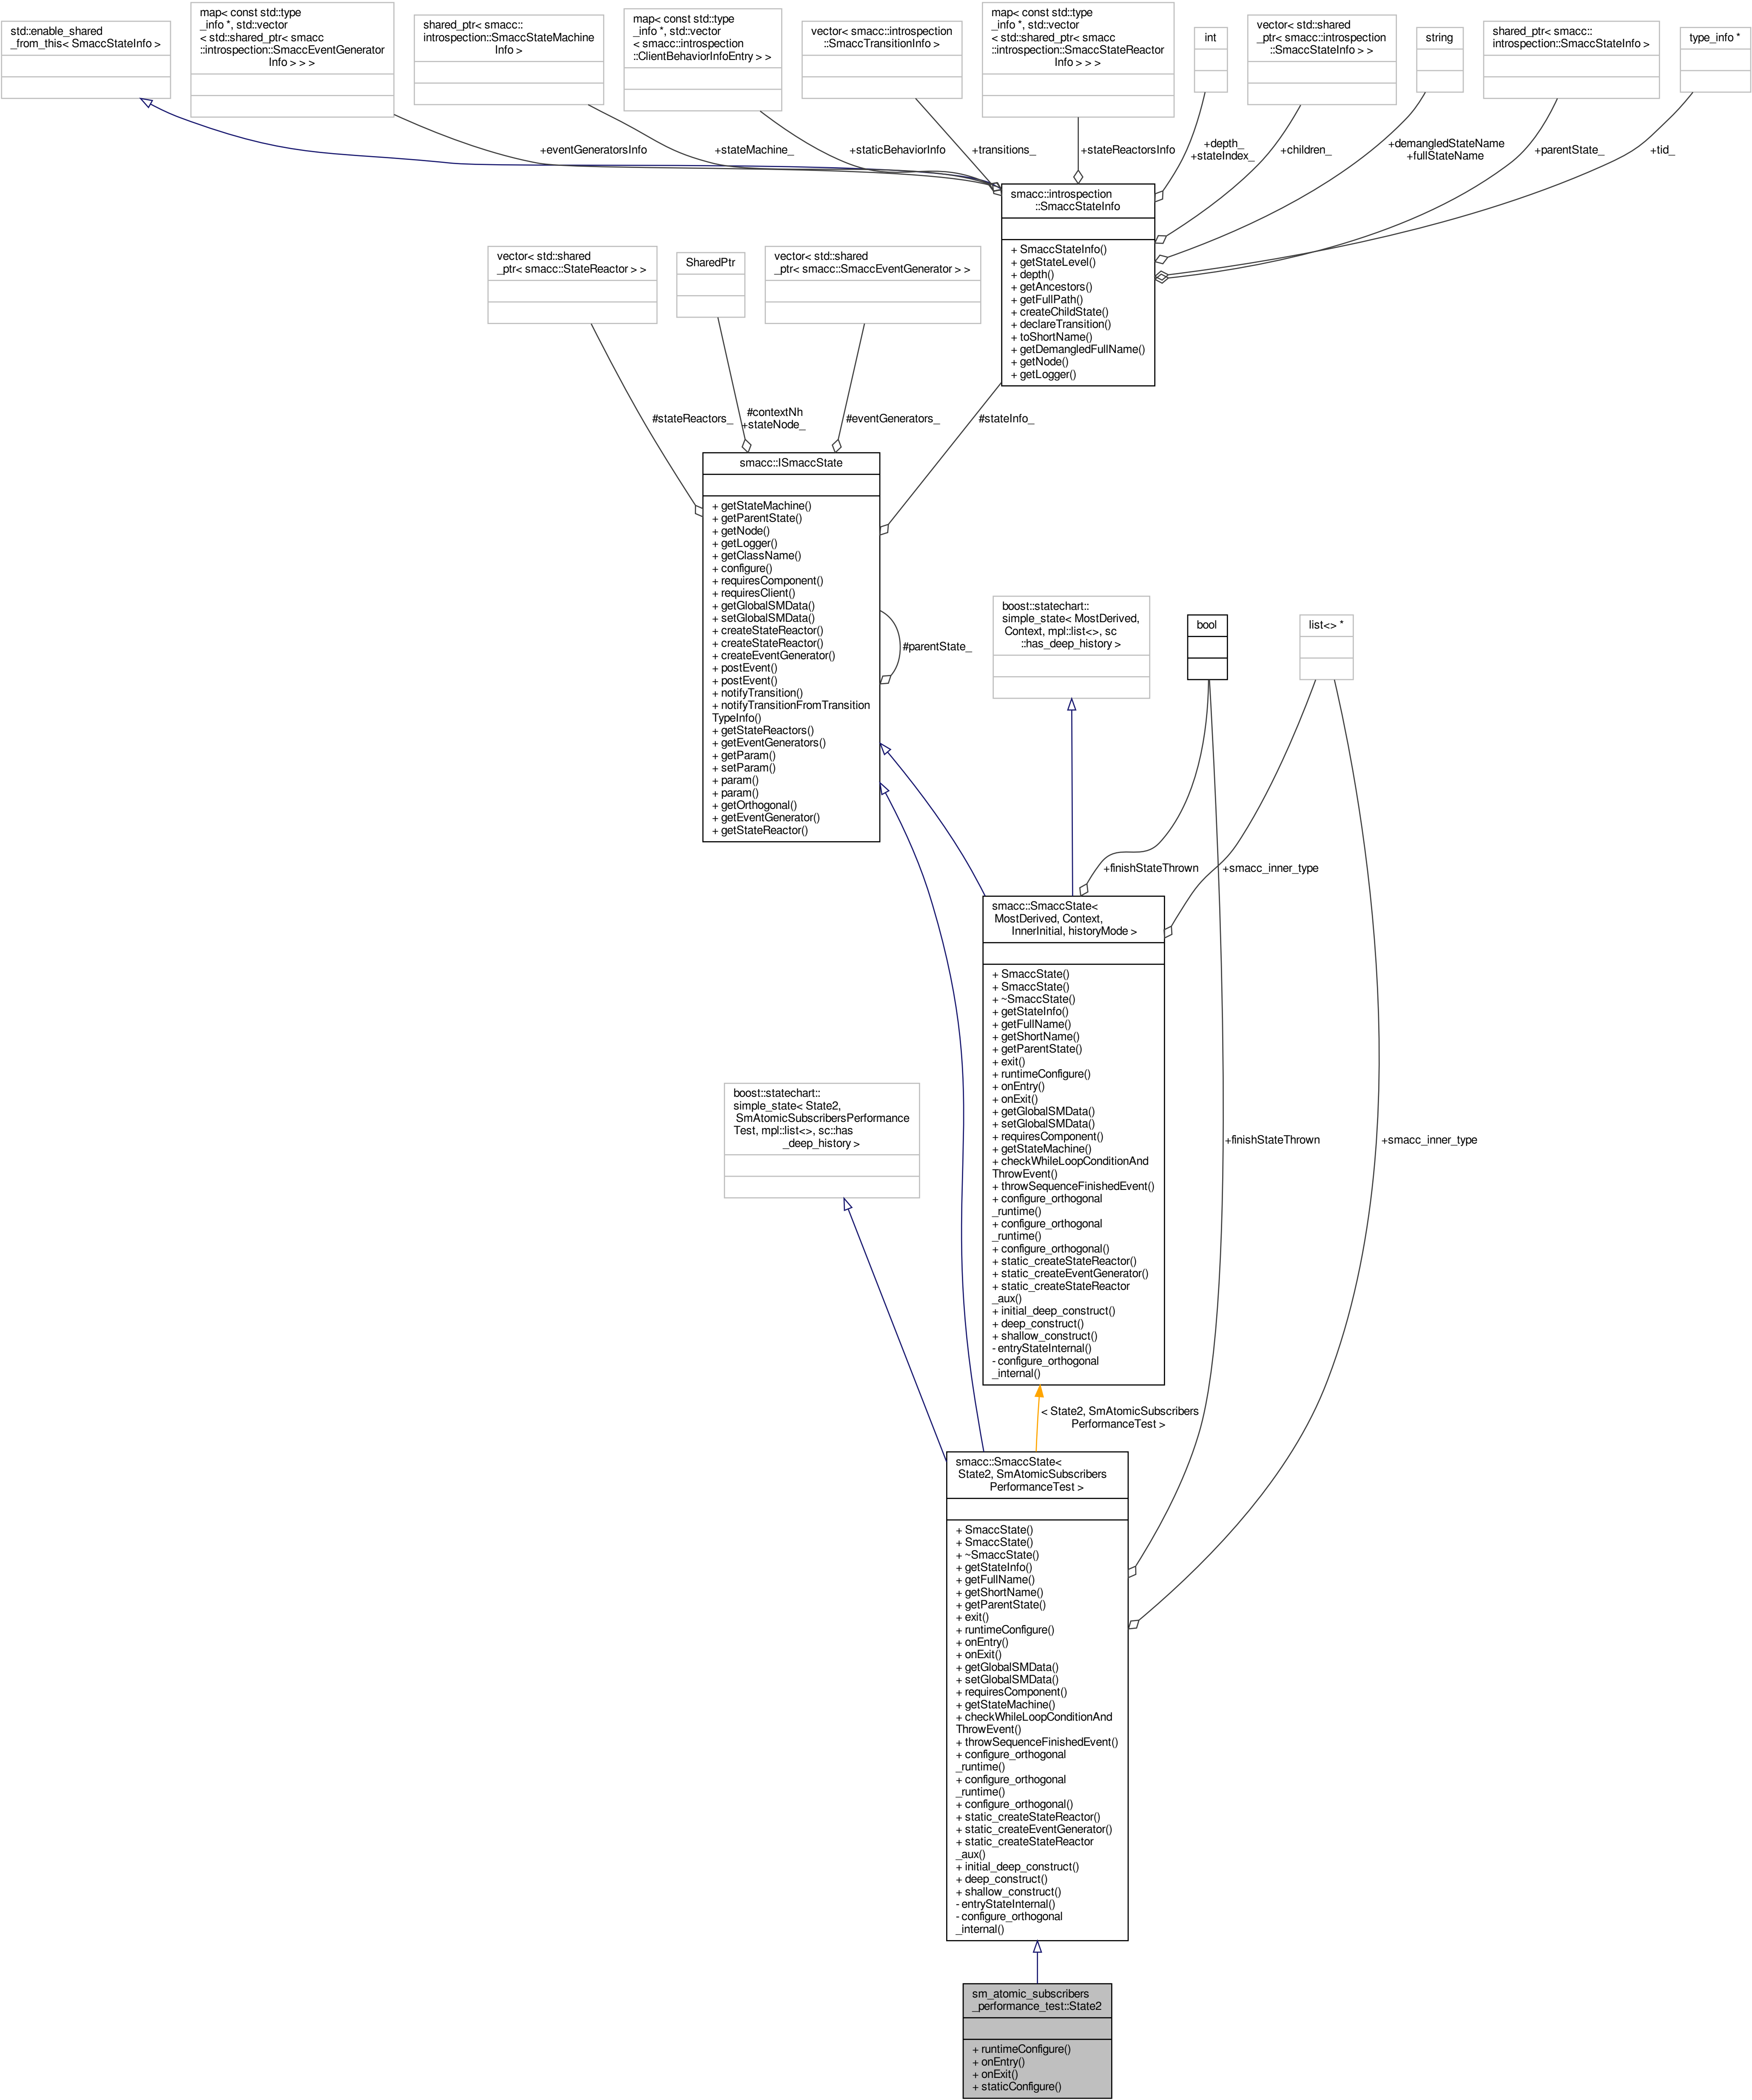 std::enable_shared
_from_this< SmaccStateInfo >
map< const std::type
_info *, std::vector
< std::shared_ptr< smacc
::introspection::SmaccEventGenerator
Info > > >
shared_ptr< smacc::
introspection::SmaccStateMachine
Info >
map< const std::type
_info *, std::vector
< smacc::introspection
::ClientBehaviorInfoEntry > >
vector< smacc::introspection
::SmaccTransitionInfo >
map< const std::type
_info *, std::vector
< std::shared_ptr< smacc
::introspection::SmaccStateReactor
Info > > >
int
vector< std::shared
_ptr< smacc::introspection
::SmaccStateInfo > >
string
shared_ptr< smacc::
introspection::SmaccStateInfo >
type_info *
+eventGeneratorsInfo
+stateMachine_
+staticBehaviorInfo
+transitions_
+stateReactorsInfo
+depth_
+stateIndex_
+children_
+demangledStateName
+fullStateName
+parentState_
+tid_
smacc::introspection
::SmaccStateInfo
+ SmaccStateInfo()
+ getStateLevel()
+ depth()
+ getAncestors()
+ getFullPath()
+ createChildState()
+ declareTransition()
+ toShortName()
+ getDemangledFullName()
+ getNode()
+ getLogger()
vector< std::shared
_ptr< smacc::StateReactor > >
SharedPtr
vector< std::shared
_ptr< smacc::SmaccEventGenerator > >
#stateReactors_
#contextNh
+stateNode_
#eventGenerators_
#stateInfo_
smacc::ISmaccState
+ getStateMachine()
+ getParentState()
+ getNode()
+ getLogger()
+ getClassName()
+ configure()
+ requiresComponent()
+ requiresClient()
+ getGlobalSMData()
+ setGlobalSMData()
+ createStateReactor()
+ createStateReactor()
+ createEventGenerator()
+ postEvent()
+ postEvent()
+ notifyTransition()
+ notifyTransitionFromTransition
TypeInfo()
+ getStateReactors()
+ getEventGenerators()
+ getParam()
+ setParam()
+ param()
+ param()
+ getOrthogonal()
+ getEventGenerator()
+ getStateReactor()
#parentState_
boost::statechart::
simple_state< MostDerived,
Context, mpl::list<>, sc
::has_deep_history >
bool
list<> *
+finishStateThrown
+smacc_inner_type
smacc::SmaccState<
MostDerived, Context,
InnerInitial, historyMode >
+ SmaccState()
+ SmaccState()
+ ~SmaccState()
+ getStateInfo()
+ getFullName()
+ getShortName()
+ getParentState()
+ exit()
+ runtimeConfigure()
+ onEntry()
+ onExit()
+ getGlobalSMData()
+ setGlobalSMData()
+ requiresComponent()
+ getStateMachine()
+ checkWhileLoopConditionAnd
ThrowEvent()
+ throwSequenceFinishedEvent()
+ configure_orthogonal
_runtime()
+ configure_orthogonal
_runtime()
+ configure_orthogonal()
+ static_createStateReactor()
+ static_createEventGenerator()
+ static_createStateReactor
_aux()
+ initial_deep_construct()
+ deep_construct()
+ shallow_construct()
- entryStateInternal()
- configure_orthogonal
_internal()
boost::statechart::
simple_state< State2,
SmAtomicSubscribersPerformance
Test, mpl::list<>, sc::has
_deep_history >
+finishStateThrown
+smacc_inner_type
< State2, SmAtomicSubscribers
PerformanceTest >
smacc::SmaccState<
State2, SmAtomicSubscribers
PerformanceTest >
+ SmaccState()
+ SmaccState()
+ ~SmaccState()
+ getStateInfo()
+ getFullName()
+ getShortName()
+ getParentState()
+ exit()
+ runtimeConfigure()
+ onEntry()
+ onExit()
+ getGlobalSMData()
+ setGlobalSMData()
+ requiresComponent()
+ getStateMachine()
+ checkWhileLoopConditionAnd
ThrowEvent()
+ throwSequenceFinishedEvent()
+ configure_orthogonal
_runtime()
+ configure_orthogonal
_runtime()
+ configure_orthogonal()
+ static_createStateReactor()
+ static_createEventGenerator()
+ static_createStateReactor
_aux()
+ initial_deep_construct()
+ deep_construct()
+ shallow_construct()
- entryStateInternal()
- configure_orthogonal
_internal()
sm_atomic_subscribers
_performance_test::State2
+ runtimeConfigure()
+ onEntry()
+ onExit()
+ staticConfigure()